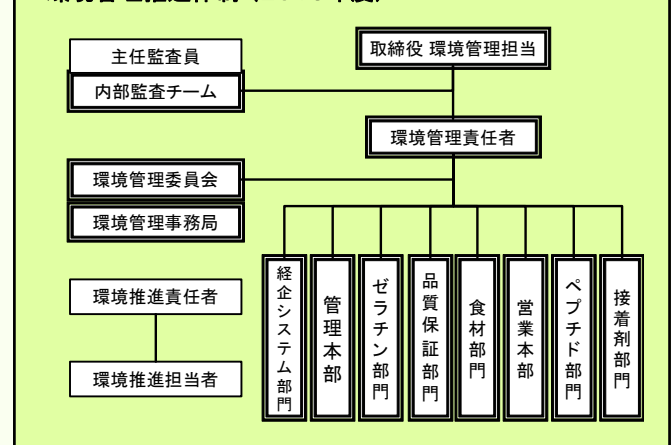 取締役 環境管理担当
主任監査員
内部監査チーム
環境管理責任者
環境管理委員会
環境管理事務局
環境推進責任者
環境推進担当者
経企システム部門
管理本部
ゼラチン部門
品質保証部門
食材部門
営業本部
ペプチド部門
接着剤部門